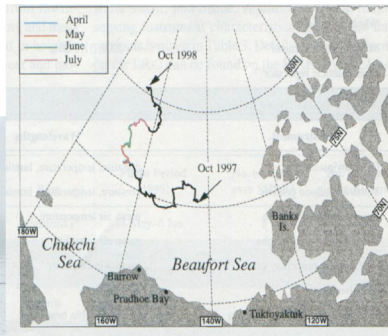 April
May
June
July
Oct 1998
80N
75N
Oct 1997
70N
Banks
Is.
180W
Chukchi
Sea
Beaufort Sea
Barrow
Prudhoe Bay
Tuktoyaktuk
160W
140W
120W